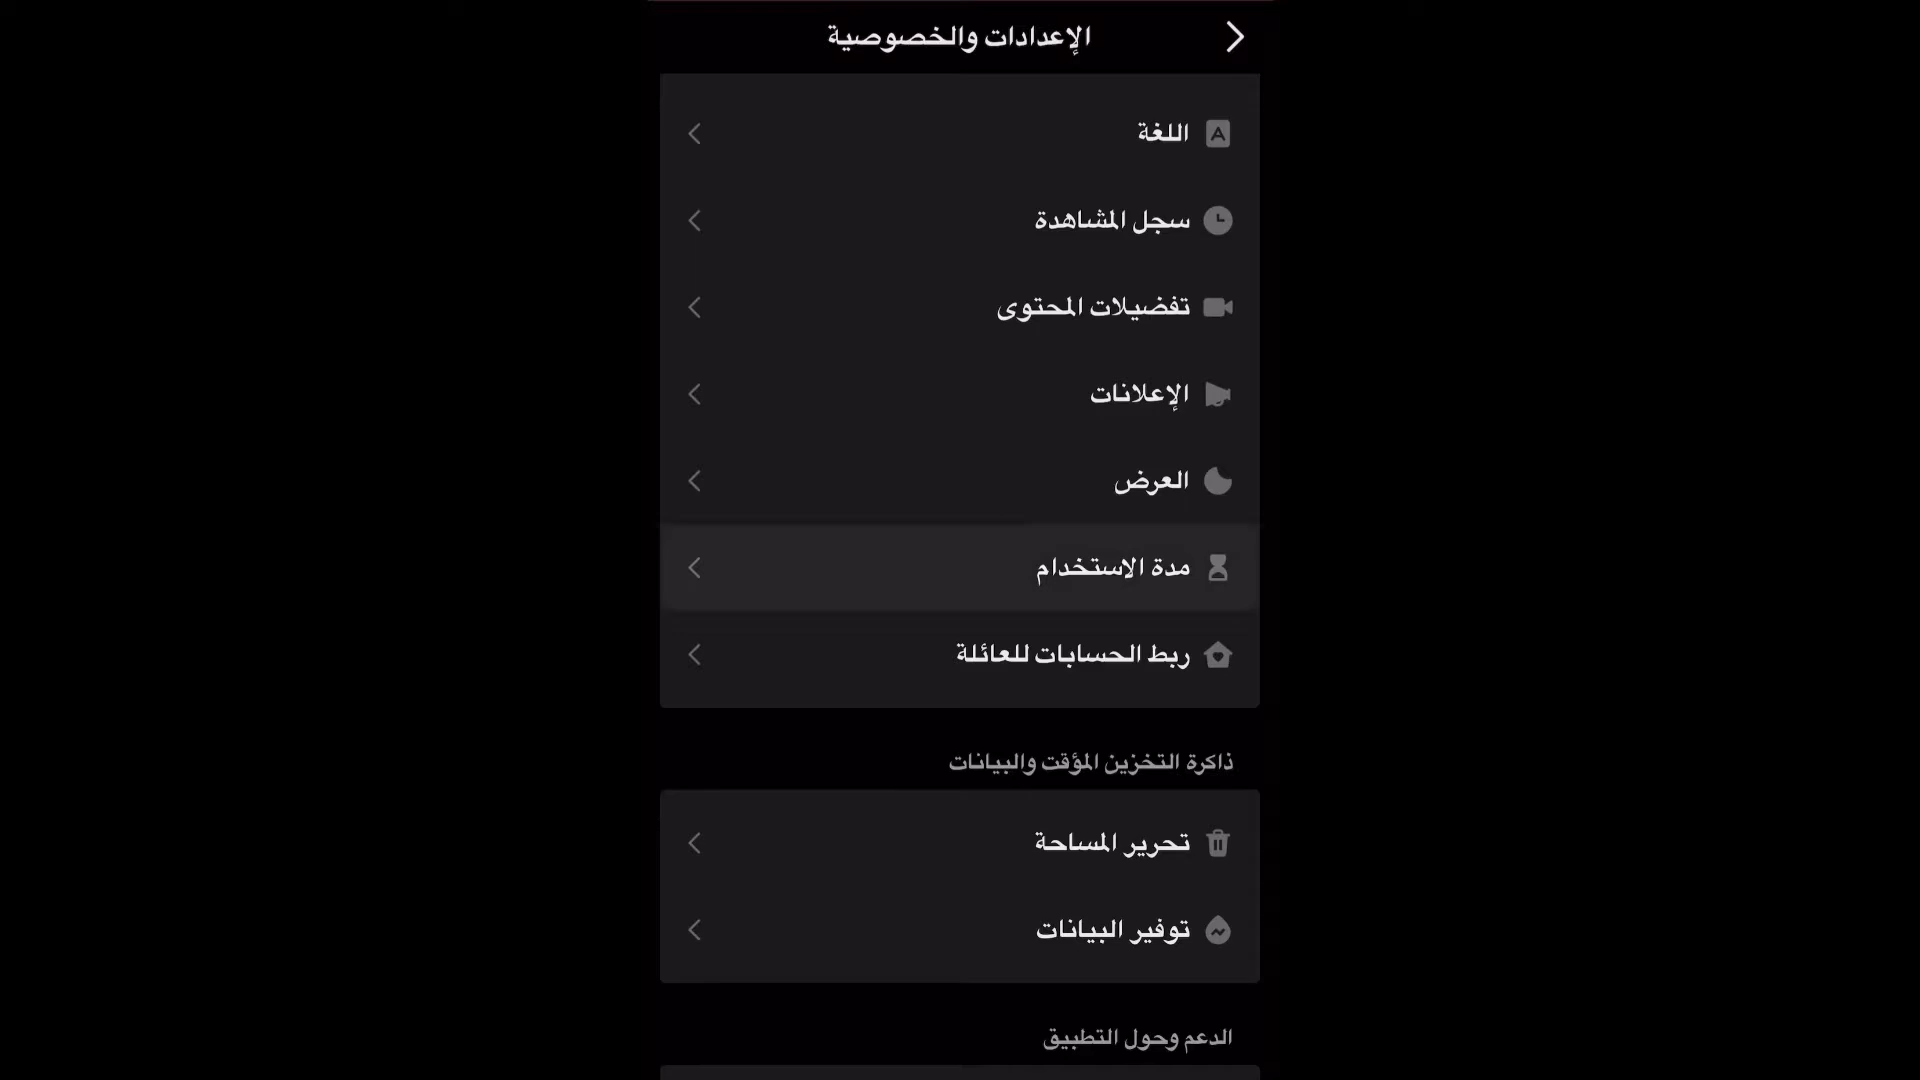 الإعدادات والخصوصية
اللغة
سجل المشاهدة
تفضيلات المحتوى
الإعلانات
العرض
مدة الاستخدام
ربط الحسابات للعائلة
ذاكرة التخزين المؤقت والبيانات
تحرير المساحة
توفير البيانات
الدعم وحول التطبيق